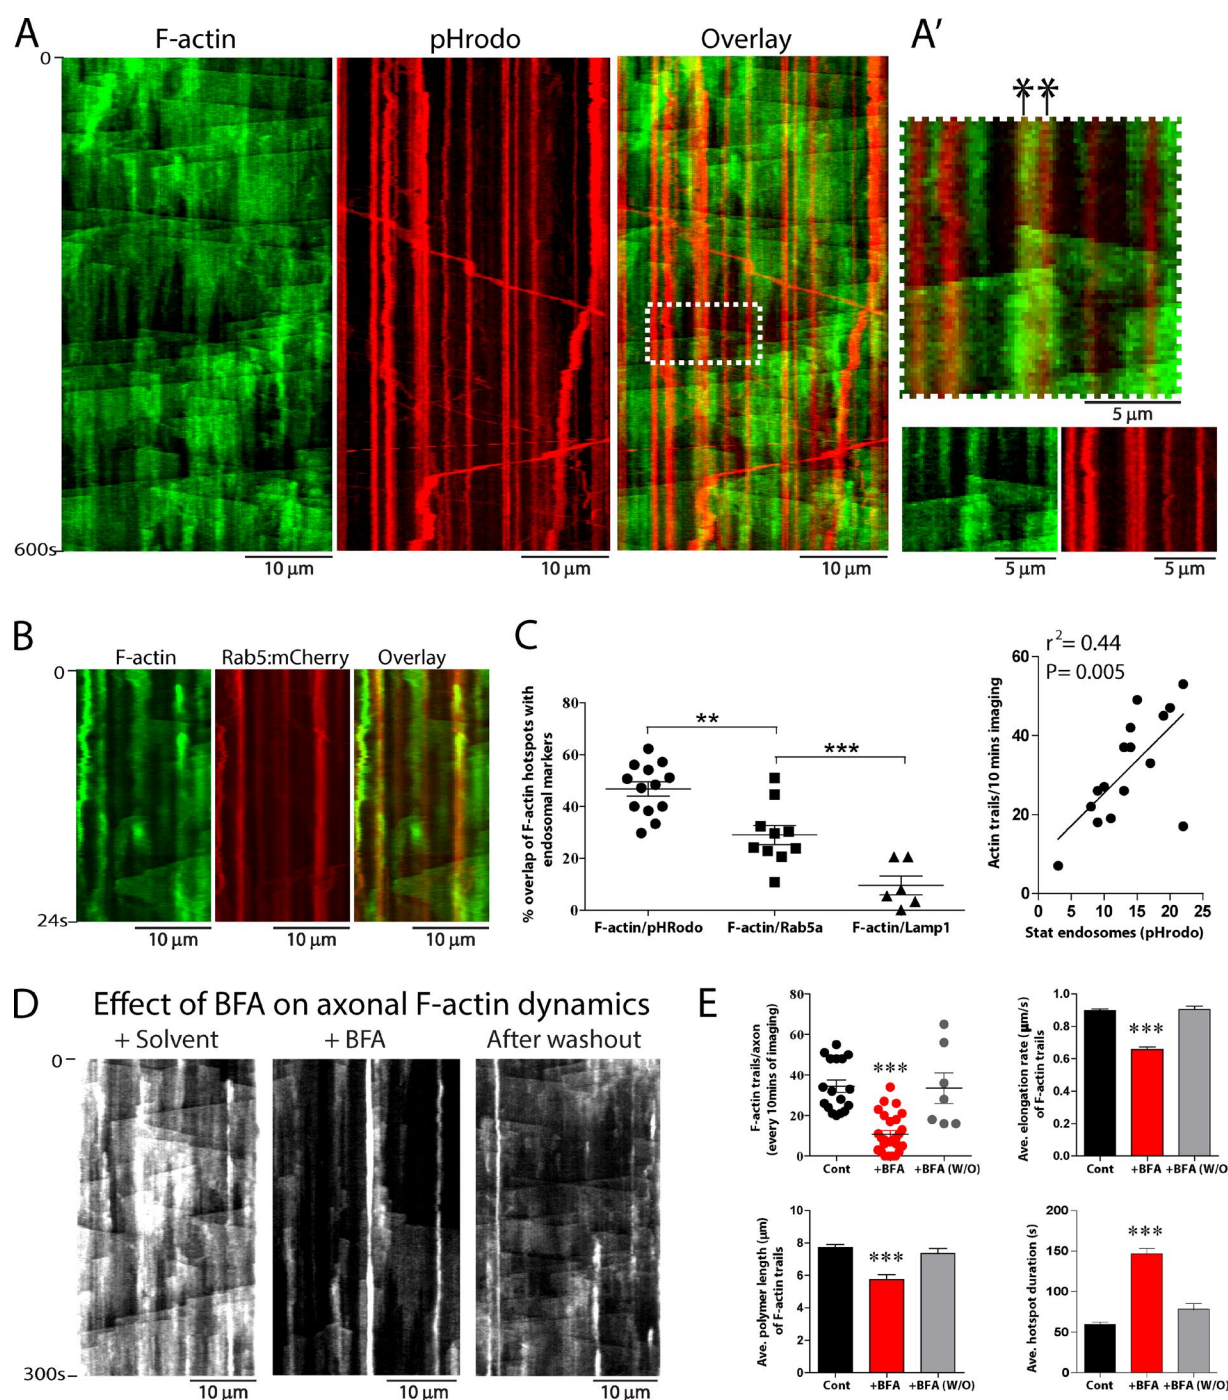 A
F-actin
pHrodo
Overlay
A'
**
0
600s
10 µm
10 µm
10 µm
5 µm
5 µm
5 µm
B
F-actin
Rab5:mCherry
Overlay
0
24s
10 µm
10 µm
10 µm
C
% overlap of F-actin hotspots with
endosomal markers
80
60
40
20
0
**
***
F-actin/pHRodo
F-actin/Rab5a
F-actin/Lamp1
r2= 0.44
P= 0.005
Actin trails/10 mins imaging
60
40
20
0
0
5
10
15
20
25
Stat endosomes (pHrodo)
D
Effect of BFA on axonal F-actin dynamics
+ Solvent
+ BFA
After washout
0
300s
10 µm
10 µm
10 µm
E
F-actin trails/axon
(every 10mins of imaging)
80
60
40
20
0
***
Cont
+BFA
+BFA (W/O)
Ave. elongation rate (µm/s)
of F-actin trails
1.0
0.8
0.6
0.4
0.2
0.0
***
Cont
+BFA
+BFA (W/O)
Ave. polymer length (µm)
of F-actin trails
8
6
4
2
0
***
Cont
+BFA
+BFA (W/O)
Ave. hotspot duration (s)
200
150
100
50
0
***
Cont
+BFA
+BFA (W/O)